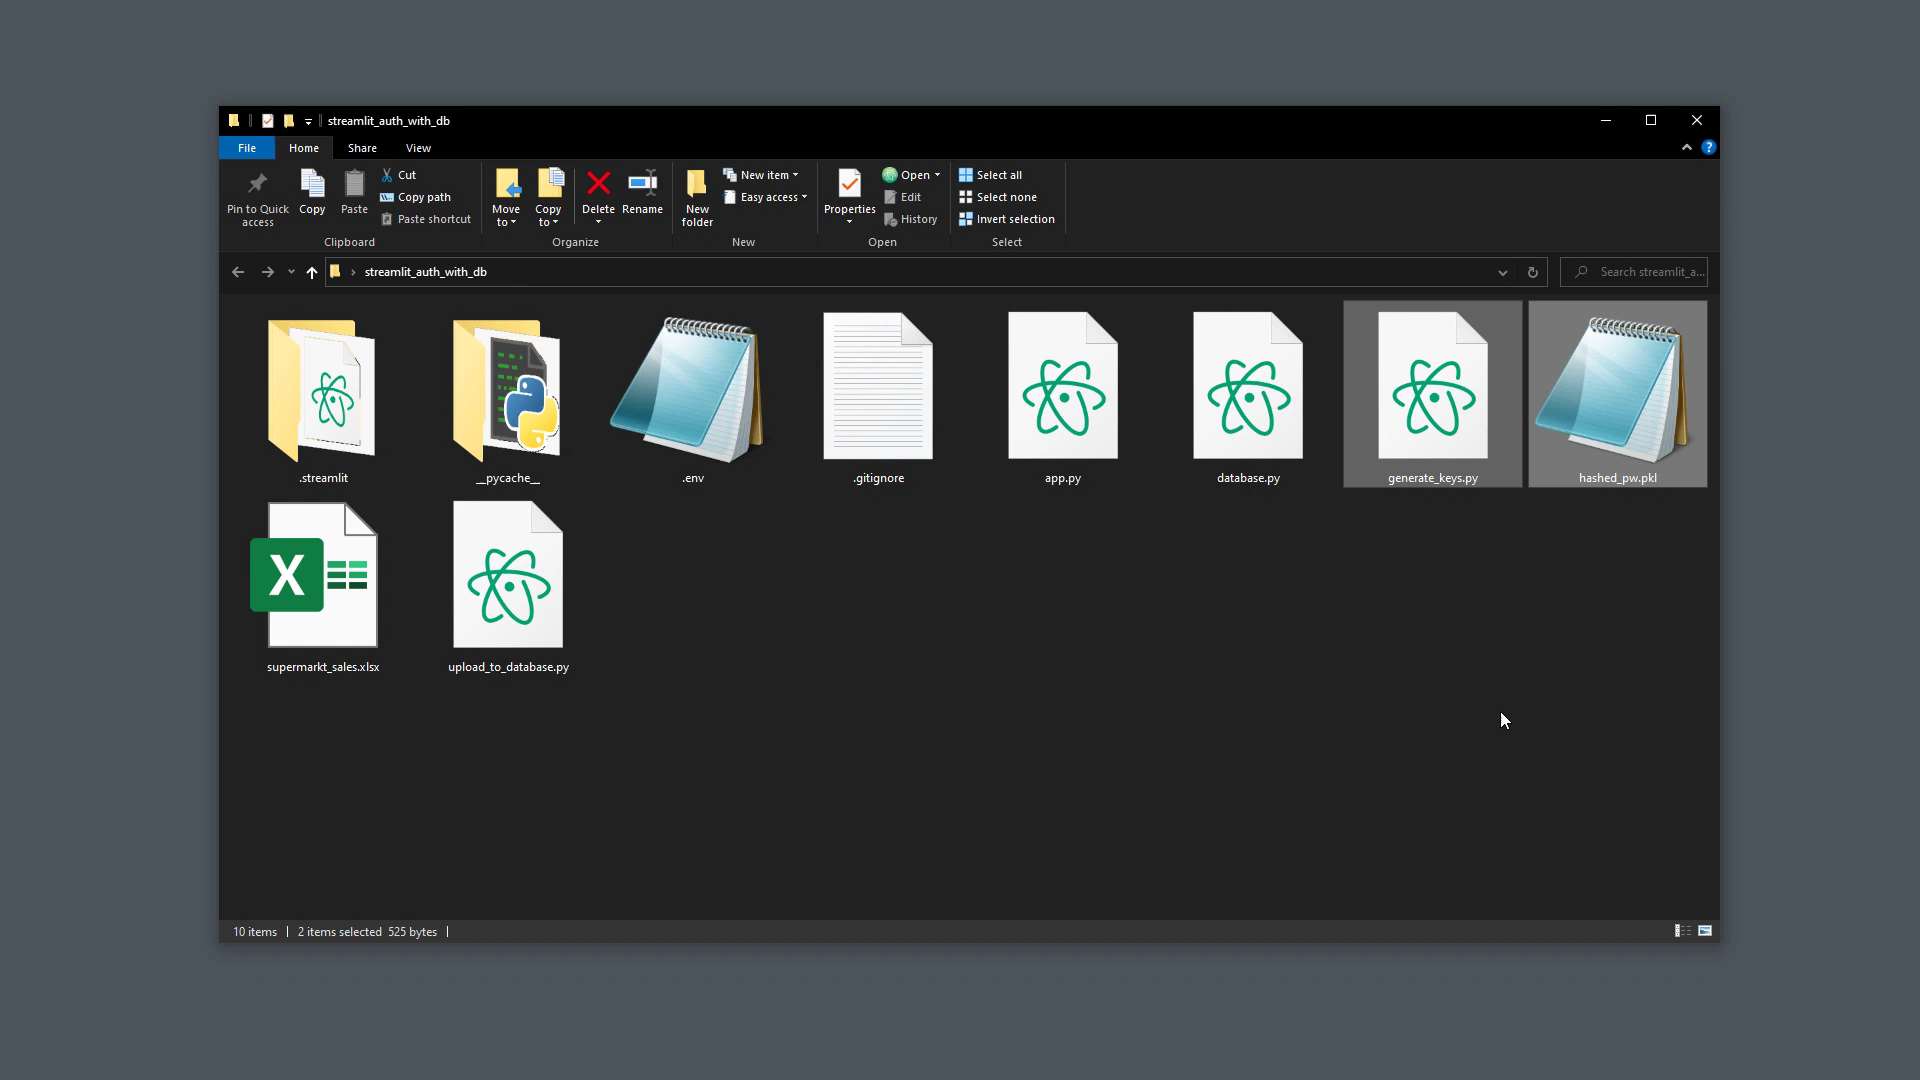 streamlit_auth_with_db
File Home Share View
?
Pin to Quick access
Copy
Paste
Cut
Copy path
Paste shortcut
Clipboard
Move to
Copy to
Delete
Rename
Organize
New folder
New item
Easy access
New
Properties
Open
Edit
History
Open
Select all
Select none
Invert selection
Select
streamlit_auth_with_db
Search streamlit_a...
.streamlit
__pycache__
.env
.gitignore
app.py
database.py
generate_keys.py
hashed_pw.pkl
X
supermarkt_sales.xlsx
upload_to_database.py
10 items 2 items selected 525 bytes